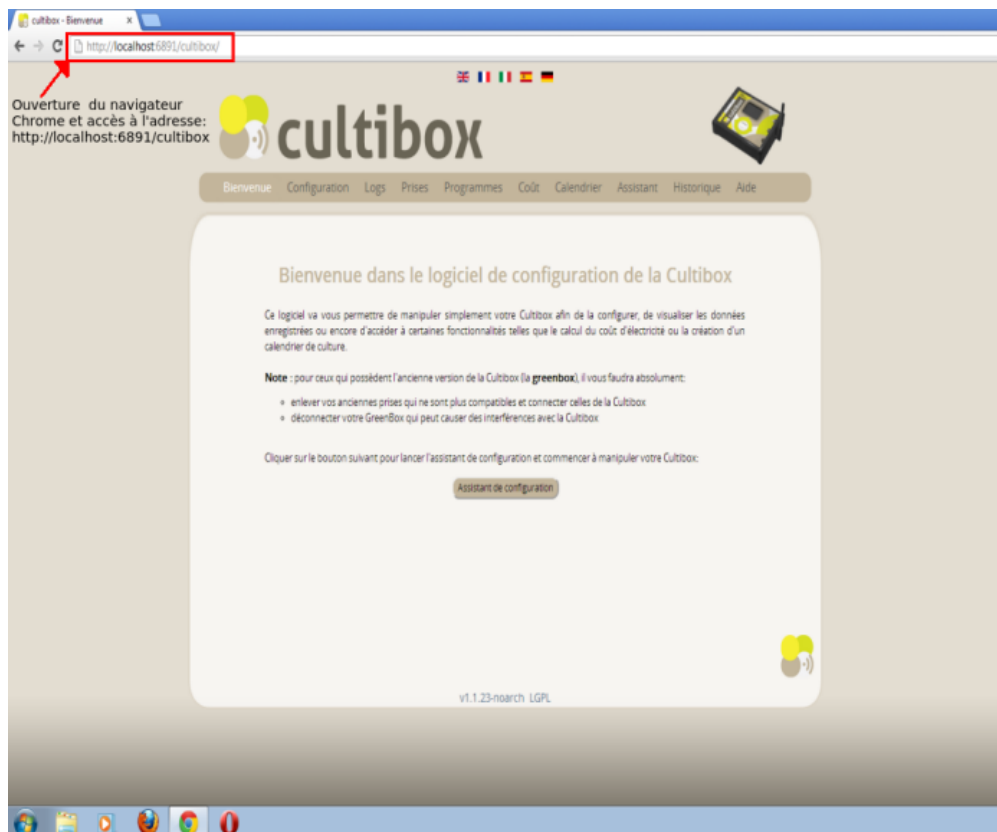 cultibox - Bienvenue
http://localhost:6891/cultibox/
Ouverture du navigateur
Chrome et accès à l'adresse:
http://localhost:6891/cultibox
cultibox
Bienvenue Configuration Logs Prises Programmes Coût Calendrier Assistant Historique Aide
Bienvenue dans le logiciel de configuration de la Cultibox
Ce logiciel va vous permettre de manipuler simplement votre Cultibox afin de la configurer, de visualiser les données
enregistrées ou encore d'accéder à certaines fonctionnalités telles que le calcul du coût d'électricité ou la création d'un
calendrier de culture.
Note : pour ceux qui possèdent l'ancienne version de la Cultibox (la greenbox), il vous faudra absolument:
enlever vos anciennes prises qui ne sont plus compatibles et connecter celles de la Cultibox
déconnecter votre GreenBox qui peut causer des interférences avec la Cultibox
Cliquer sur le bouton suivant pour lancer l'assistant de configuration et commencer à manipuler votre Cultibox:
Assistant de configuration
v1.1.23-noarch LGPL